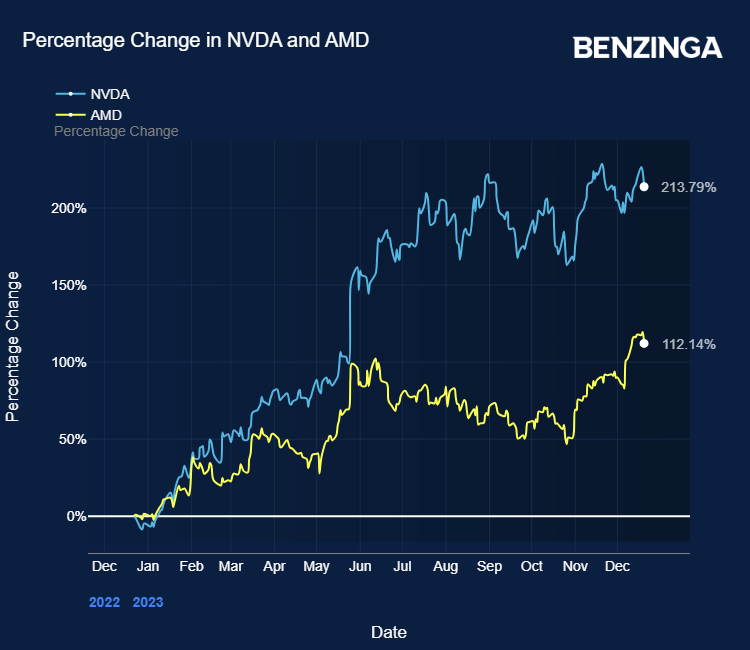 Percentage Change in NVDA and AMD
BENZINGA
NVDA
AMD
Percentage Change
200%
150%
100%
50%
0%
Percentage Change
213.79%
112.14%
Dec Jan Feb Mar Apr May Jun Jul Aug Sep Oct Nov Dec
2022 2023
Date